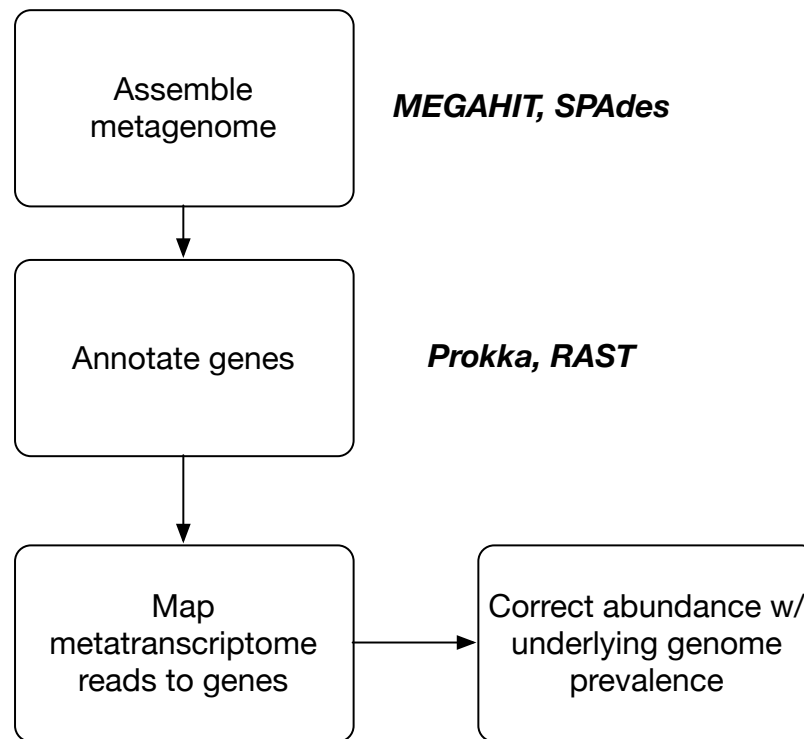 Assemble
metagenome
MEGAHIT, SPAdes
Annotate genes
Prokka, RAST
Map
metatranscriptome
reads to genes
Correct abundance w/
underlying genome
prevalence